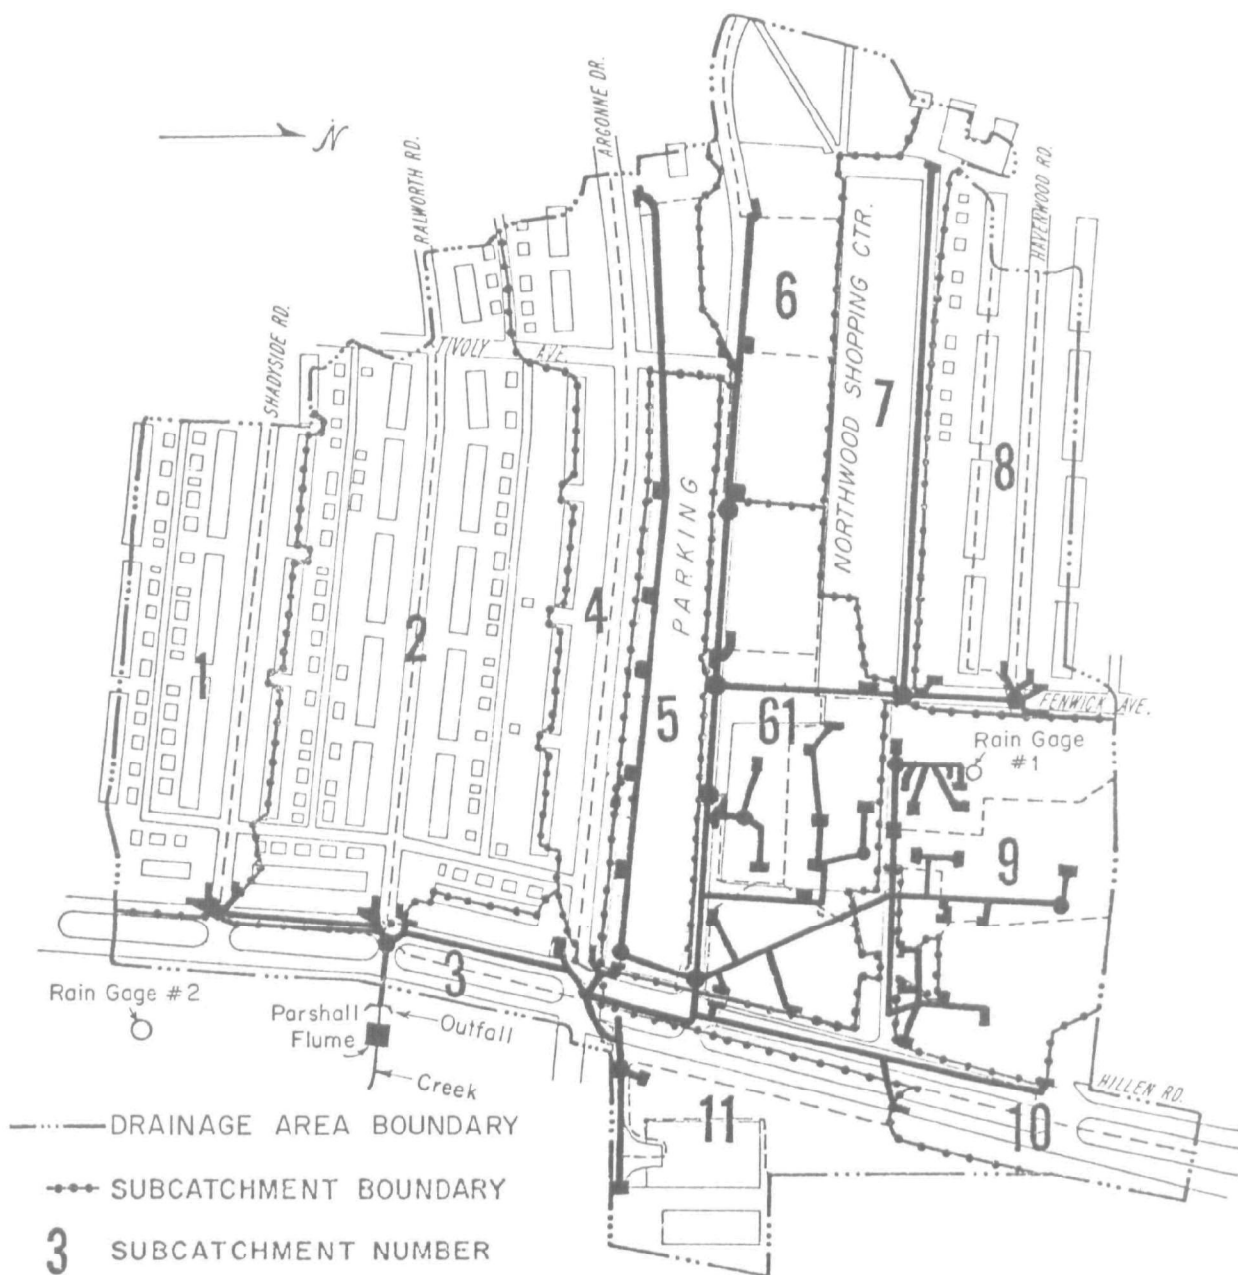 N
ARGONNE DR.
RALWORTH RD.
HAVENWOOD RD.
SHADYSIDE RD.
TIVOLY AVE.
NORTHWOOD SHOPPING CTR.
PARKING
6
7
8
1
2
4
5
61
FENWICK AVE.
Rain Gage
#1
9
3
Rain Gage #2
Parshall
Flume
Outfall
Creek
HILLEN RD.
11
10
DRAINAGE AREA BOUNDARY
SUBCATCHMENT BOUNDARY
3 SUBCATCHMENT NUMBER